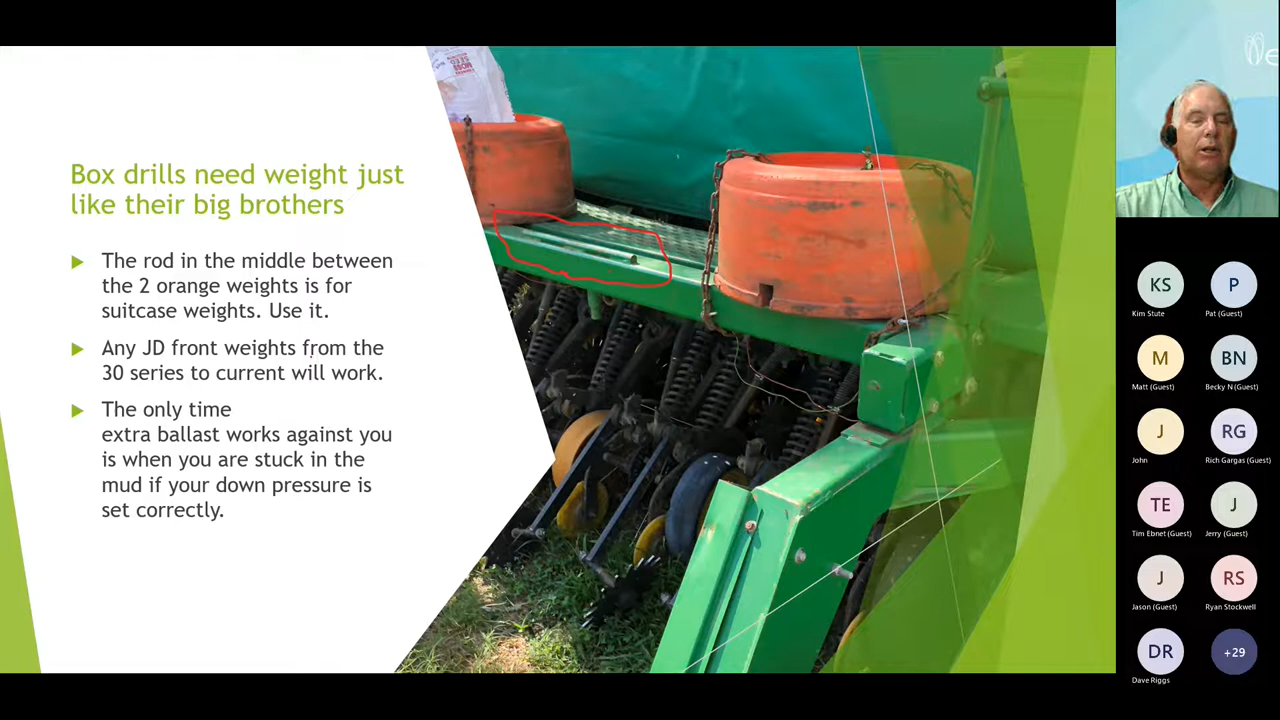 Box drills need weight just
like their big brothers
The rod in the middle between
the 2 orange weights is for
suitcase weights. Use it.
Any JD front weights from the
30 series to current will work.
The only time
extra ballast works against you
is when you are stuck in the
mud if your down pressure is
set correctly.
KS
Kim Stute
P
Pat (Guest)
M
Matt (Guest)
BN
Becky N (Guest)
J
John
RG
Rich Gargas (Guest)
TE
Tim Ebnet (Guest)
J
Jerry (Guest)
J
Jason (Guest)
RS
Ryan Stockwell
DR
Dave Riggs
+29